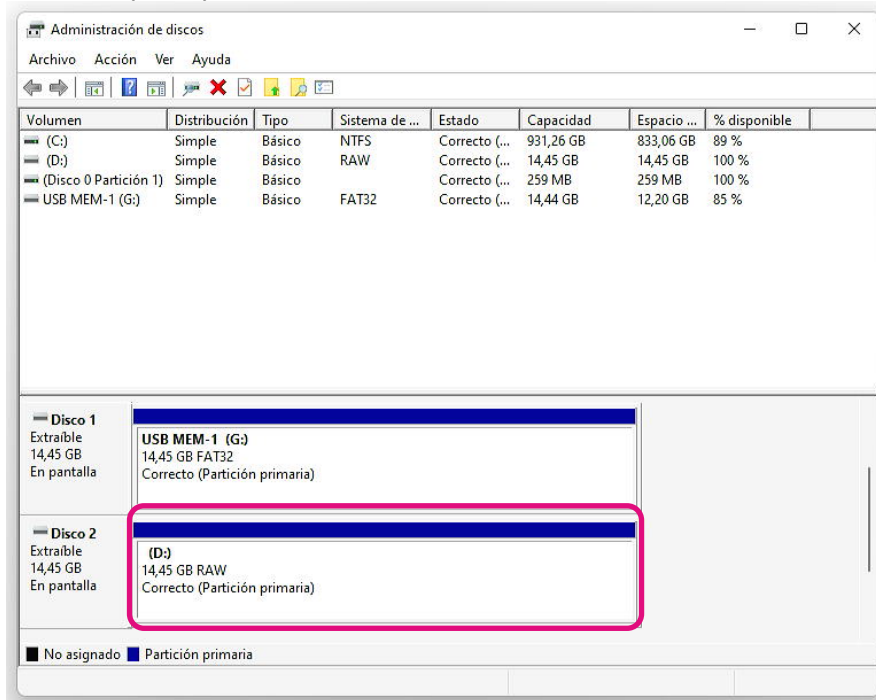 Administración de discos
Archivo Acción Ver Ayuda
Volumen Distribución Tipo Sistema de ... Estado Capacidad Espacio ... % disponible
(C:) Simple Básico NTFS Correcto (... 931,26 GB 833,06 GB 89 %
(D:) Simple Básico RAW Correcto (... 14,45 GB 14,45 GB 100 %
(Disco 0 Partición 1) Simple Básico Correcto (... 259 MB 259 MB 100 %
USB MEM-1 (G:) Simple Básico FAT32 Correcto (... 14,44 GB 12,20 GB 85 %
Disco 1
Extraíble
14,45 GB
En pantalla
USB MEM-1 (G:)
14,45 GB FAT32
Correcto (Partición primaria)
Disco 2
Extraíble
14,45 GB
En pantalla
(D:)
14,45 GB RAW
Correcto (Partición primaria)
No asignado Partición primaria